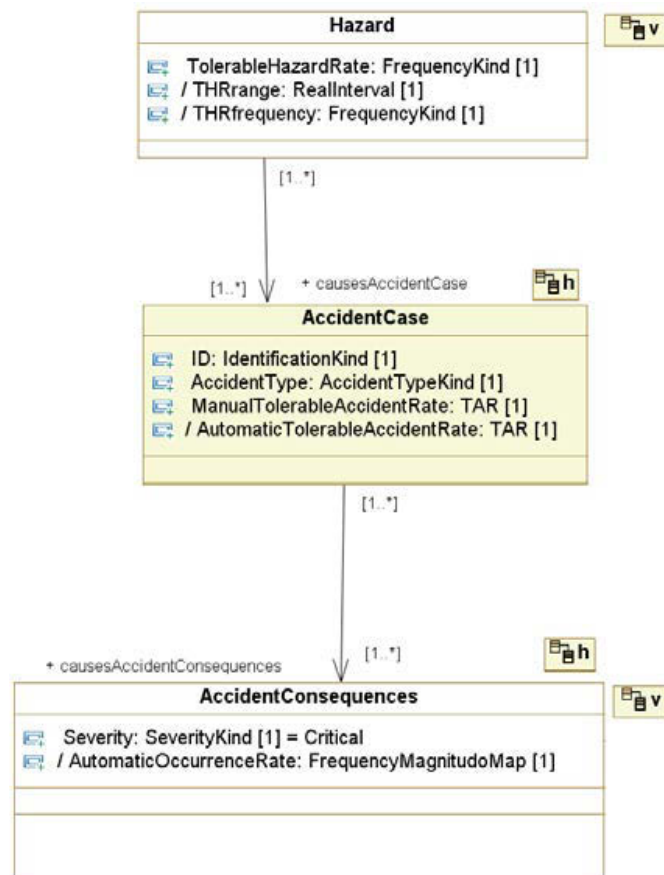 Hazard
v
TolerableHazardRate: FrequencyKind [1]
/ THRrange: RealInterval [1]
/ THRfrequency: FrequencyKind [1]
[1..*]
[1..*]
+ causesAccidentCase
h
AccidentCase
ID: IdentificationKind [1]
AccidentType: AccidentTypeKind [1]
ManualTolerableAccidentRate: TAR [1]
/ AutomaticTolerableAccidentRate: TAR [1]
[1..*]
[1..*]
h
+ causesAccidentConsequences
AccidentConsequences
v
Severity: SeverityKind [1] = Critical
/ AutomaticOccurrenceRate: FrequencyMagnitudoMap [1]